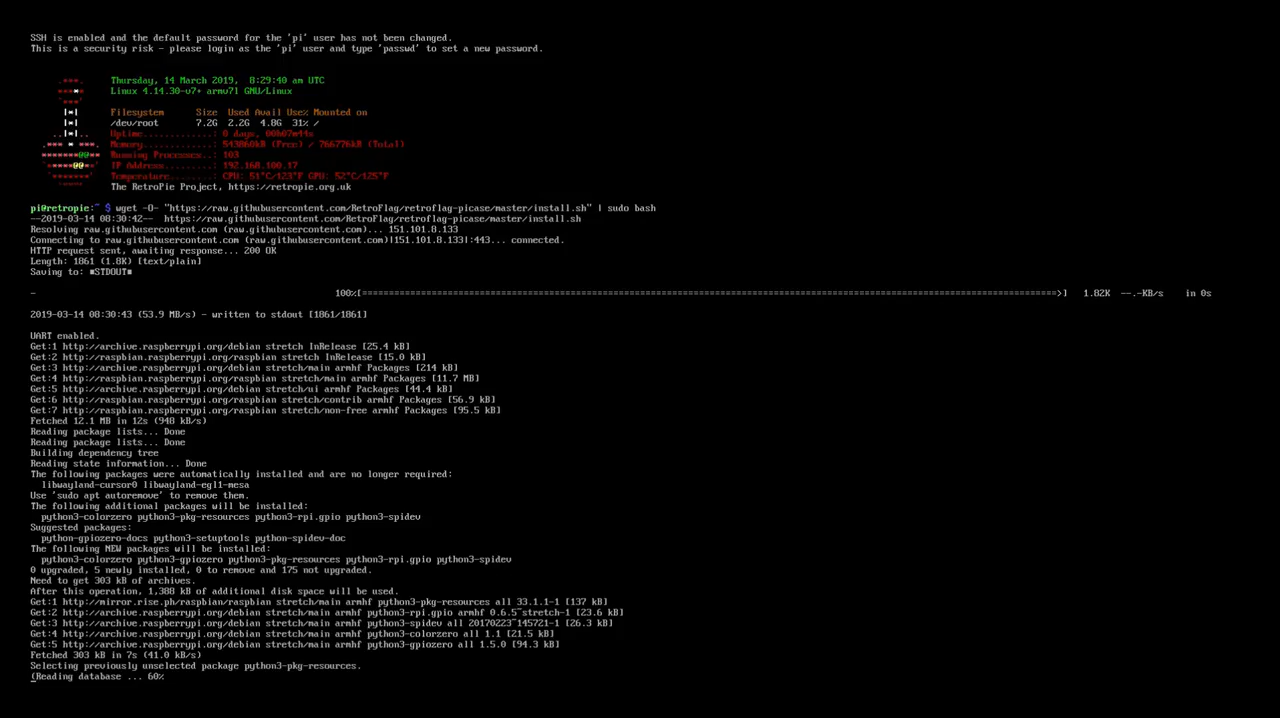 SSH is enabled and the default password for the 'pi' user has not been changed.
This is a security risk - please login as the 'pi' user and type 'passwd' to set a new password.
Thursday, 14 March 2019,  8:29:40 am UTC
Linux 4.14.30-v7+ armv7l GNU/Linux
Filesystem      Size  Used Avail Use% Mounted on
/dev/root       7.2G  2.2G  4.8G  31% /
Uptime.............: 0 days, 00h07m44s
Memory.............: 543860kB (Free) / 766776kB (Total)
Running Processes..: 103
IP Address.........: 192.168.100.17
Temperature........: CPU: 51°C/123°F GPU: 52°C/125°F
The RetroPie Project, https://retropie.org.uk
pi@retropie:~ $ wget -O- "https://raw.githubusercontent.com/RetroFlag/retroflag-picase/master/install.sh" | sudo bash
--2019-03-14 08:30:42--  https://raw.githubusercontent.com/RetroFlag/retroflag-picase/master/install.sh
Resolving raw.githubusercontent.com (raw.githubusercontent.com)... 151.101.8.133
Connecting to raw.githubusercontent.com (raw.githubusercontent.com)|151.101.8.133|:443... connected.
HTTP request sent, awaiting response... 200 OK
Length: 1861 (1.8K) [text/plain]
Saving to: ■STDOUT■
-                   100%[=================================================>]   1.82K  --.-KB/s    in 0s
2019-03-14 08:30:43 (53.9 MB/s) - written to stdout [1861/1861]
UART enabled.
Get:1 http://archive.raspberrypi.org/debian stretch InRelease [25.4 kB]
Get:2 http://raspbian.raspberrypi.org/raspbian stretch InRelease [15.0 kB]
Get:3 http://archive.raspberrypi.org/debian stretch/main armhf Packages [214 kB]
Get:4 http://raspbian.raspberrypi.org/raspbian stretch/main armhf Packages [11.7 MB]
Get:5 http://archive.raspberrypi.org/debian stretch/ui armhf Packages [44.4 kB]
Get:6 http://raspbian.raspberrypi.org/raspbian stretch/contrib armhf Packages [56.9 kB]
Get:7 http://raspbian.raspberrypi.org/raspbian stretch/non-free armhf Packages [95.5 kB]
Fetched 12.1 MB in 12s (948 kB/s)
Reading package lists... Done
Reading package lists... Done
Building dependency tree
Reading state information... Done
The following packages were automatically installed and are no longer required:
  libwayland-cursor0 libwayland-egl1-mesa
Use 'sudo apt autoremove' to remove them.
The following additional packages will be installed:
  python3-colorzero python3-pkg-resources python3-rpi.gpio python3-spidev
Suggested packages:
  python-gpiozero-docs python3-setuptools python-spidev-doc
The following NEW packages will be installed:
  python3-colorzero python3-gpiozero python3-pkg-resources python3-rpi.gpio python3-spidev
0 upgraded, 5 newly installed, 0 to remove and 175 not upgraded.
Need to get 303 kB of archives.
After this operation, 1,388 kB of additional disk space will be used.
Get:1 http://mirror.rise.ph/raspbian/raspbian stretch/main armhf python3-pkg-resources all 33.1.1-1 [137 kB]
Get:2 http://archive.raspberrypi.org/debian stretch/main armhf python3-rpi.gpio armhf 0.6.5~stretch-1 [23.6 kB]
Get:3 http://archive.raspberrypi.org/debian stretch/main armhf python3-spidev all 20170223~145721-1 [26.3 kB]
Get:4 http://archive.raspberrypi.org/debian stretch/main armhf python3-colorzero all 1.1 [21.5 kB]
Get:5 http://archive.raspberrypi.org/debian stretch/main armhf python3-gpiozero all 1.5.0 [94.3 kB]
Fetched 303 kB in 7s (41.0 kB/s)
Selecting previously unselected package python3-pkg-resources.
(Reading database ... 60%